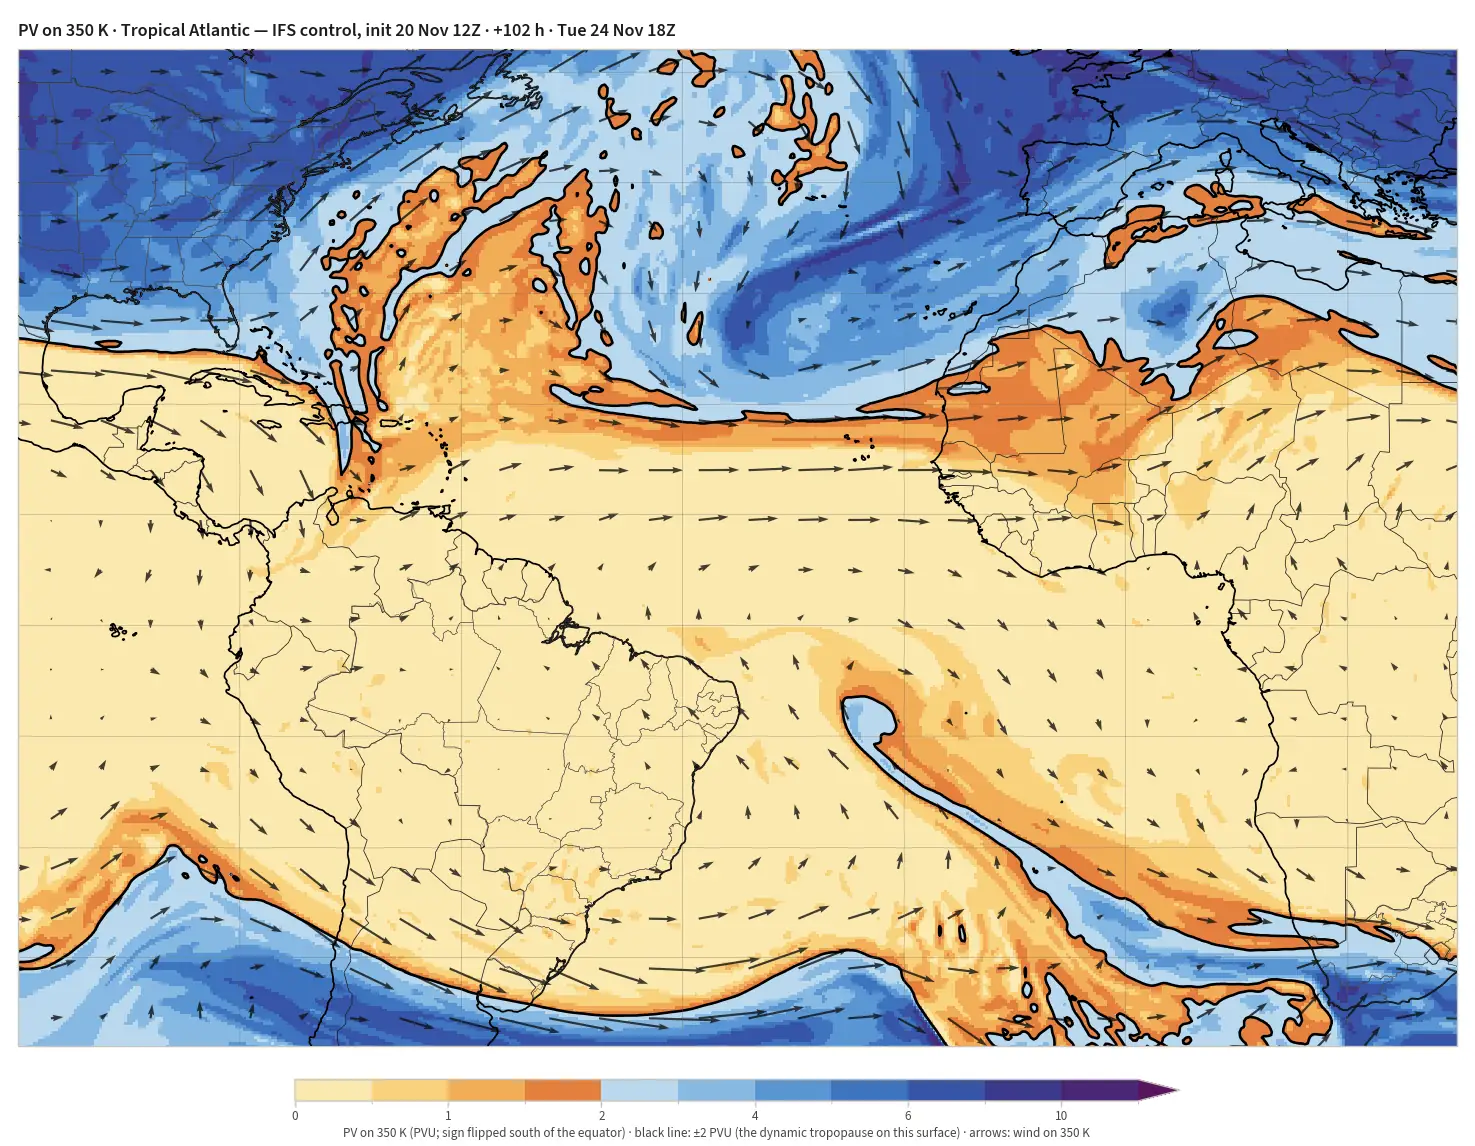 PV on 350 K · Tropical Atlantic — IFS control, init 20 Nov 12Z · +102 h · Tue 24 Nov 18Z
0 1 2 4 6 10
PV on 350 K (PVU; sign flipped south of the equator) · black line: ±2 PVU (the dynamic tropopause on this surface) · arrows: wind on 350 K